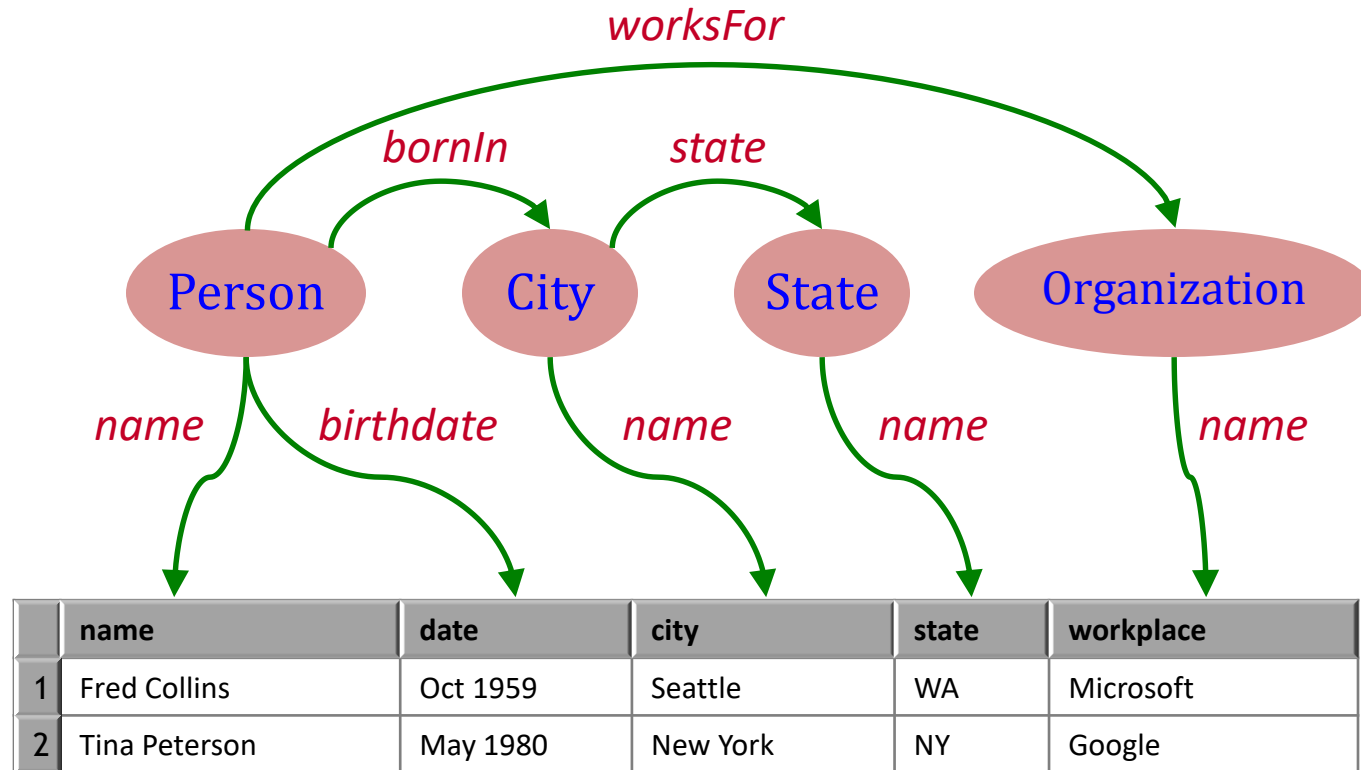 worksFor
bornIn state
Person City State Organization
name birthdate name name name
name date city state workplace
1 Fred Collins Oct 1959 Seattle WA Microsoft
2 Tina Peterson May 1980 New York NY Google